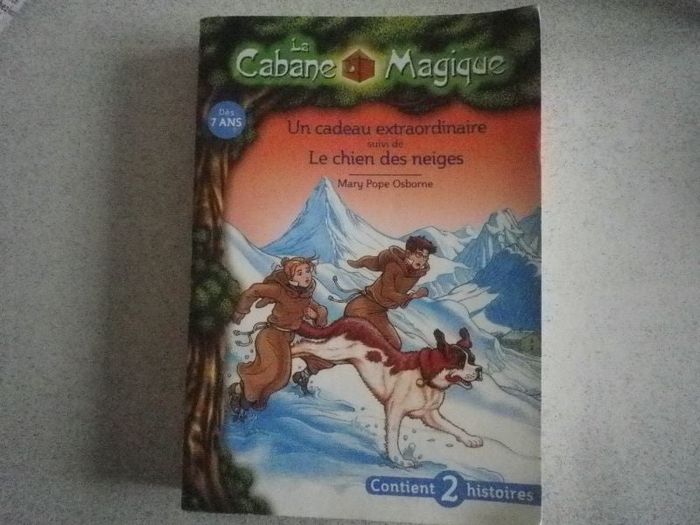 La
Cabane Magique
Dès
7 ANS
Un cadeau extraordinaire
suivi de
Le chien des neiges
Mary Pope Osborne
Contient 2 histoires